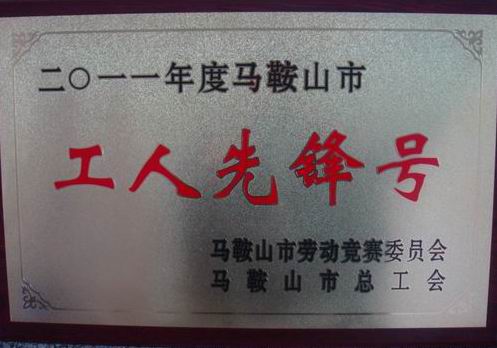 二〇一一年度马鞍山市
工人先锋号
马鞍山市劳动竞赛委员会
马鞍山市总工会